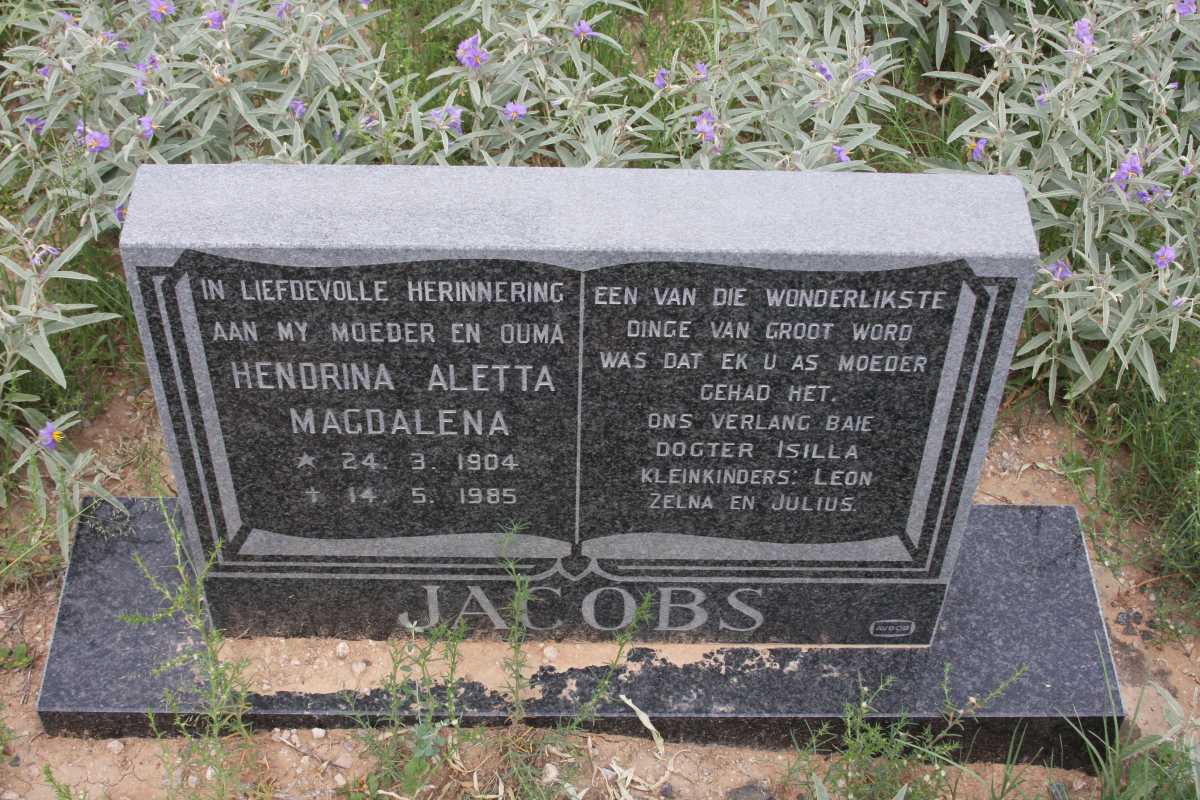 IN LIEFDEVOLLE HERINNERING
AAN MY MOEDER EN OUMA
HENDRINA ALETTA
MAGDALENA
★ 24. 3. 1904
✝ 14. 5. 1985
EEN VAN DIE WONDERLIKSTE
DINGE VAN GROOT WORD
WAS DAT EK U AS MOEDER
GEHAD HET.
ONS VERLANG BAIE
DOGTER ISILLA
KLEINKINDERS: LEON
ZELNA EN JULIUS.
JACOBS
AVBOB